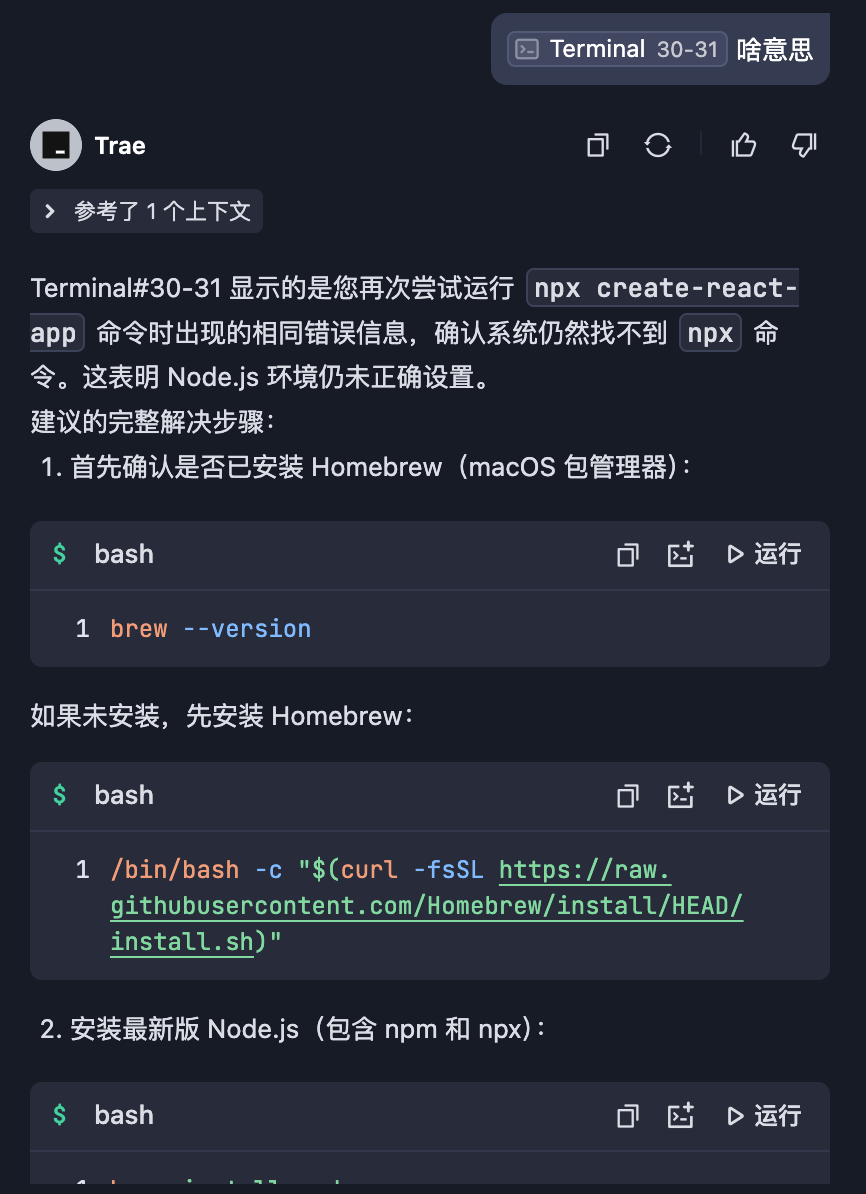 Terminal 30-31 啥意思
Trae
参考了 1 个上下文
Terminal#30-31 显示的是您再次尝试运行 npx create-react-
app 命令时出现的相同错误信息，确认系统仍然找不到 npx 命
令。这表明 Node.js 环境仍未正确设置。
建议的完整解决步骤：
1. 首先确认是否已安装 Homebrew（macOS 包管理器）：
$ bash 运行
1 brew --version
如果未安装，先安装 Homebrew：
$ bash 运行
1 /bin/bash -c "$(curl -fsSL https://raw.
githubusercontent.com/Homebrew/install/HEAD/
install.sh)"
2. 安装最新版 Node.js（包含 npm 和 npx）：
$ bash 运行